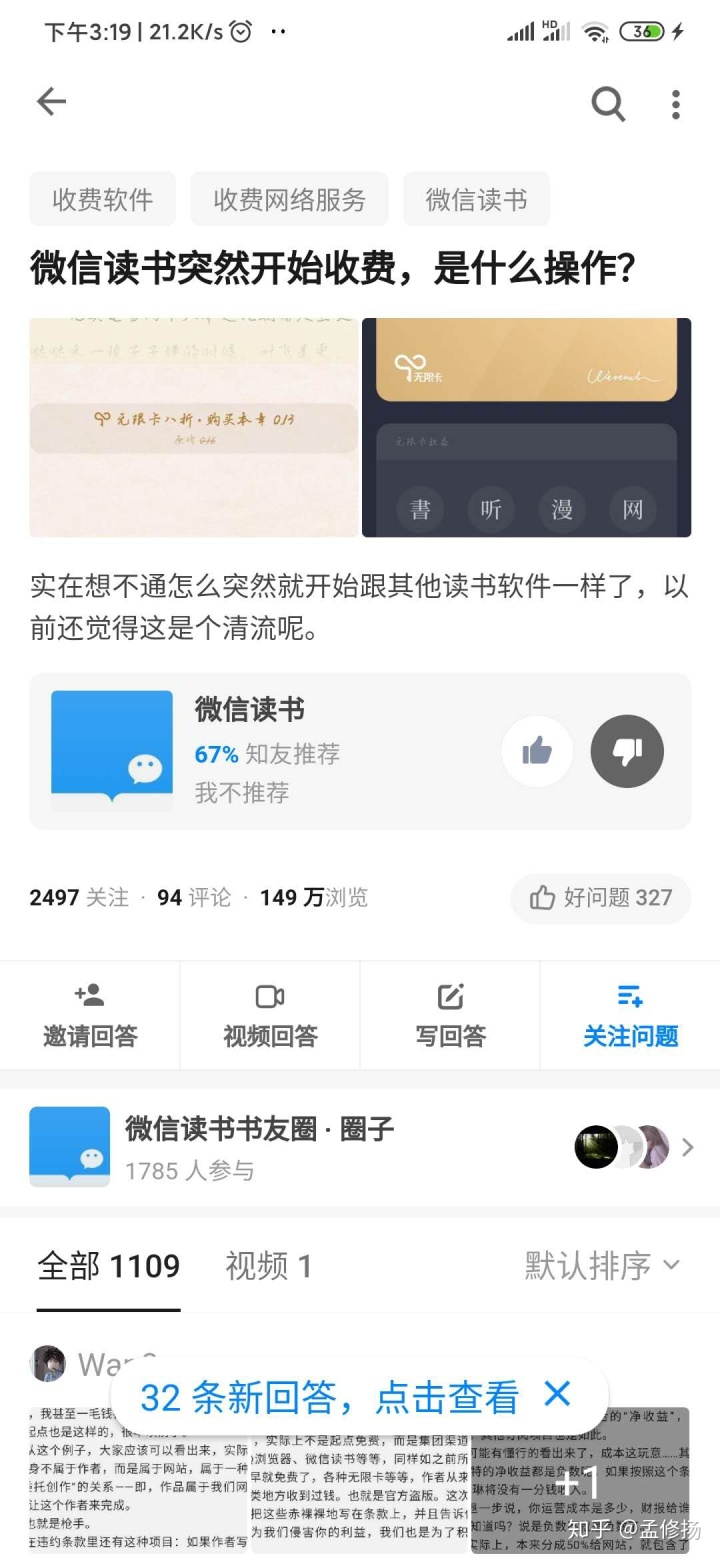 下午3:19 | 21.2K/s
HD
36
收费软件 收费网络服务 微信读书
微信读书突然开始收费，是什么操作？
无限卡八折·购买本章 0.13
原价 0.16
无限卡
无限卡权益
書 听 漫 网
实在想不通怎么突然就开始跟其他读书软件一样了，以
前还觉得这是个清流呢。
微信读书
67% 知友推荐
我不推荐
2497 关注 · 94 评论 · 149 万浏览
好问题 327
邀请回答 视频回答 写回答 关注问题
微信读书书友圈 · 圈子
1785 人参与
全部 1109 视频 1 默认排序
32 条新回答，点击查看
，我甚至一毛钱
起点也是这样的，很
从这个例子，大家应该可以看出来，实际
身不属于作者，而是属于网站，属于一种
托创作"的关系——即，作品属于我们网
让这个作者来完成。
也就是枪手。
在违约条款里还有这种项目：如果作者写
，实际上不是起点免费，而是集团渠道
浏览器、微信读书等等，同样如之前所
早就免费了，各种无限卡等等，作者从来
类地方收到过钱。也就是官方盗版。这次
把这些赤裸裸地写在条款上，并且告诉
为我们侵害你的利益，我们也是为了积
的"净收益"，
可能有懂行的看出来了，成本这玩意……其
特的净收益都是负数 如果按照这个条
琳将没有一分钱收入。
+1
是一步说，你运营成本是多少，财报给谁
知道吗？说是负数
实际上，本来分成50%给网站，就包含了
知乎 @孟修扬